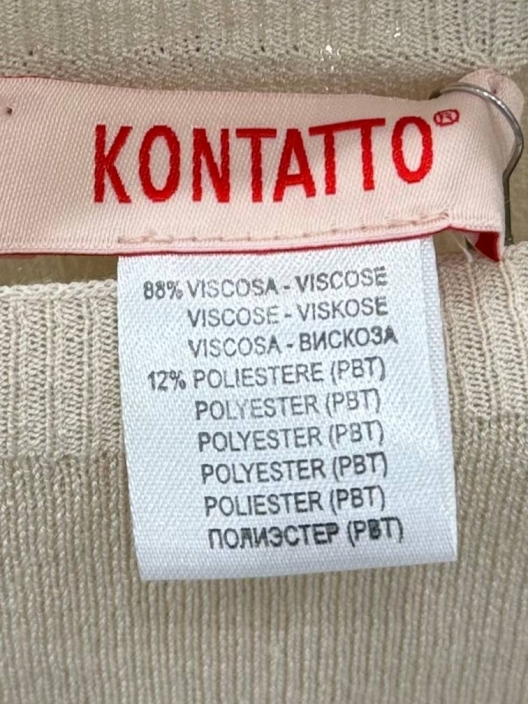 KONTATTO®
88% VISCOSA - VISCOSE
VISCOSE - VISKOSE
VISCOSA - ВИСКОЗА
12% POLIESTERE (PBT)
POLYESTER (PBT)
POLYESTER (PBT)
POLYESTER (PBT)
POLIESTER (PBT)
ПОЛИЭСТЕР (PBT)